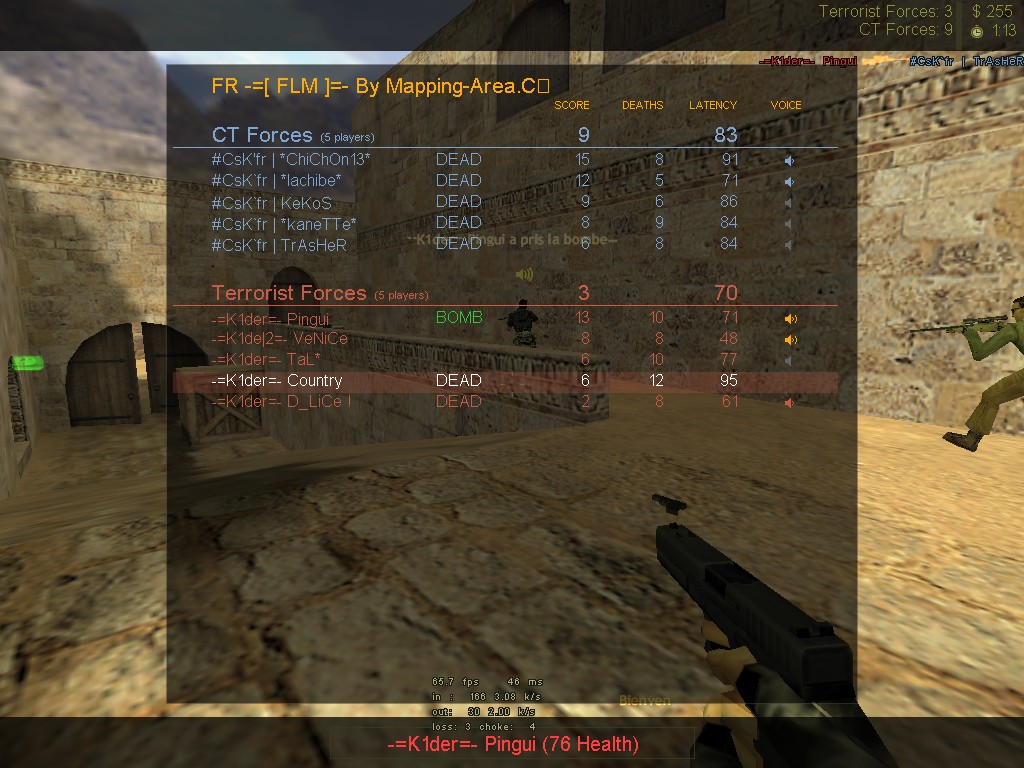 Terrorist Forces: 3 $ 255
CT Forces: 9 1:13
-=K1der=- Pingui #CsK`fr | TrAsHeR
FR -=[ FLM ]=- By Mapping-Area.C
SCORE DEATHS LATENCY VOICE
CT Forces (5 players) 9 83
#CsK'fr | *ChiChOn13* DEAD 15 8 91
#CsK`fr | *lachibe* DEAD 12 5 71
#CsK`fr | KeKoS DEAD 9 6 86
#CsK`fr | *kaneTTe* DEAD 8 9 84
#CsK`fr | TrAsHeR DEAD 6 8 84
Pingui a pris la bombe
Terrorist Forces (5 players) 3 70
-=K1der=- Pingui BOMB 13 10 71
-=K1de|2=- VeNiCe 8 8 48
-=K1der=- TaL* 6 10 77
-=K1der=- Country DEAD 6 12 95
-=K1der=- D_LiCe ! DEAD 2 8 61
65.7 fps 46 ms
in : 166 3.08 k/s
out: 30 2.00 k/s
loss: 3 choke: 4
Bienven
-=K1der=- Pingui (76 Health)